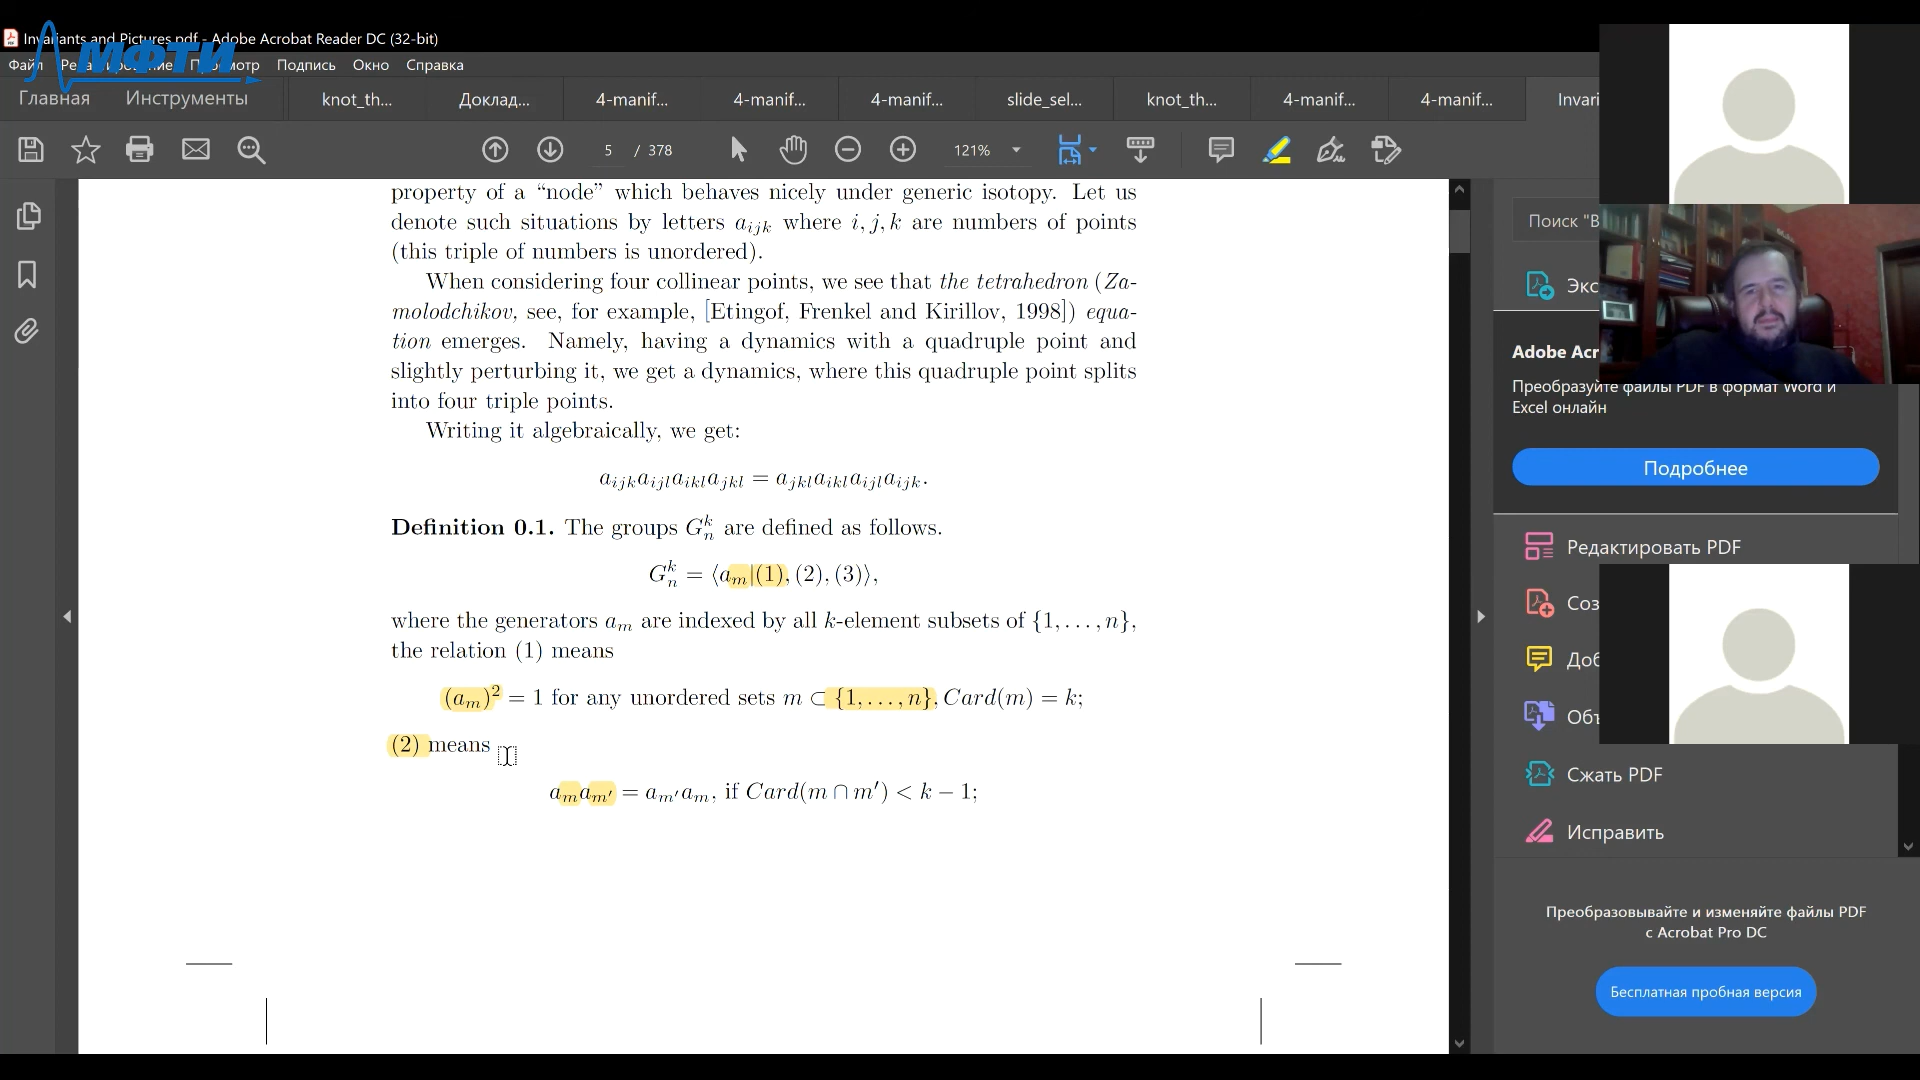 Invariants and Pictures.pdf - Adobe Acrobat Reader DC (32-bit)
МФТИ
Файл Редактирование Просмотр Подпись Окно Справка
Главная Инструменты knot_th... Доклад... 4-manif... 4-manif... 4-manif... slide_sel... knot_th... 4-manif... 4-manif... Invari
5 / 378 121%
property of a “node” which behaves nicely under generic isotopy. Let us
denote such situations by letters a_{ijk} where i, j, k are numbers of points
(this triple of numbers is unordered).
When considering four collinear points, we see that the tetrahedron (Za-
molodchikov, see, for example, [Etingof, Frenkel and Kirillov, 1998]) equa-
tion emerges. Namely, having a dynamics with a quadruple point and
slightly perturbing it, we get a dynamics, where this quadruple point splits
into four triple points.
Writing it algebraically, we get:
a_{ijk}a_{ijl}a_{ikl}a_{jkl} = a_{jkl}a_{ikl}a_{ijl}a_{ijk}.
Definition 0.1. The groups G_n^k are defined as follows.
G_n^k = ⟨a_m|(1), (2), (3)⟩,
where the generators a_m are indexed by all k-element subsets of {1, . . . , n},
the relation (1) means
(a_m)^2 = 1 for any unordered sets m ⊂ {1, . . . , n}, Card(m) = k;
(2) means
a_m a_{m′} = a_{m′} a_m, if Card(m ∩ m′) < k − 1;
Поиск "В
Экс
Adobe Acr
Преобразуйте файлы PDF в формат Word и
Excel онлайн
Подробнее
Редактировать PDF
Соз
Доб
Объ
Сжать PDF
Исправить
Преобразовывайте и изменяйте файлы PDF
с Acrobat Pro DC
Бесплатная пробная версия